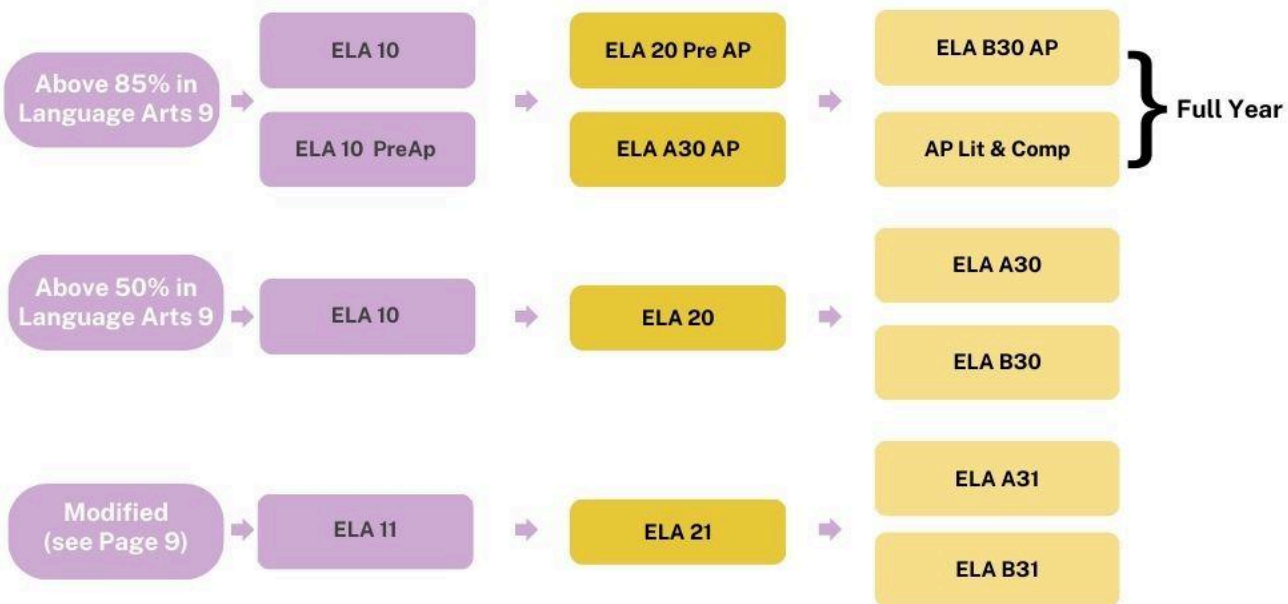 Above 85% in
Language Arts 9
ELA 10
ELA 10 PreAp
ELA 20 Pre AP
ELA A30 AP
ELA B30 AP
AP Lit & Comp
Full Year
Above 50% in
Language Arts 9
ELA 10
ELA 20
ELA A30
ELA B30
Modified
(see Page 9)
ELA 11
ELA 21
ELA A31
ELA B31